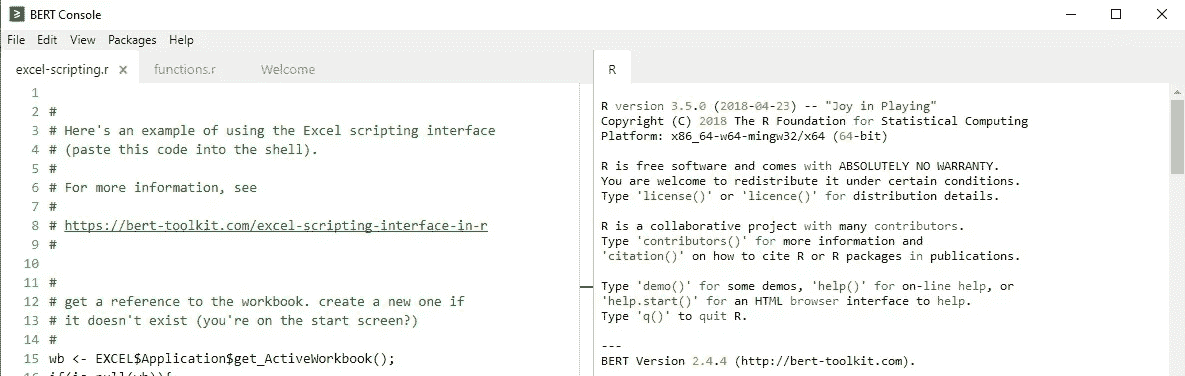 BERT Console
File Edit View Packages Help
excel-scripting.r × functions.r Welcome
1
2 #
3 # Here's an example of using the Excel scripting interface
4 # (paste this code into the shell).
5 #
6 # For more information, see
7 #
8 # https://bert-toolkit.com/excel-scripting-interface-in-r
9 #
10
11 #
12 # get a reference to the workbook. create a new one if
13 # it doesn't exist (you're on the start screen?)
14 #
15 wb <- EXCEL$Application$get_ActiveWorkbook();
R
R version 3.5.0 (2018-04-23) -- "Joy in Playing"
Copyright (C) 2018 The R Foundation for Statistical Computing
Platform: x86_64-w64-mingw32/x64 (64-bit)
R is free software and comes with ABSOLUTELY NO WARRANTY.
You are welcome to redistribute it under certain conditions.
Type 'license()' or 'licence()' for distribution details.
R is a collaborative project with many contributors.
Type 'contributors()' for more information and
'citation()' on how to cite R or R packages in publications.
Type 'demo()' for some demos, 'help()' for on-line help, or
'help.start()' for an HTML browser interface to help.
Type 'q()' to quit R.
---
BERT Version 2.4.4 (http://bert-toolkit.com).